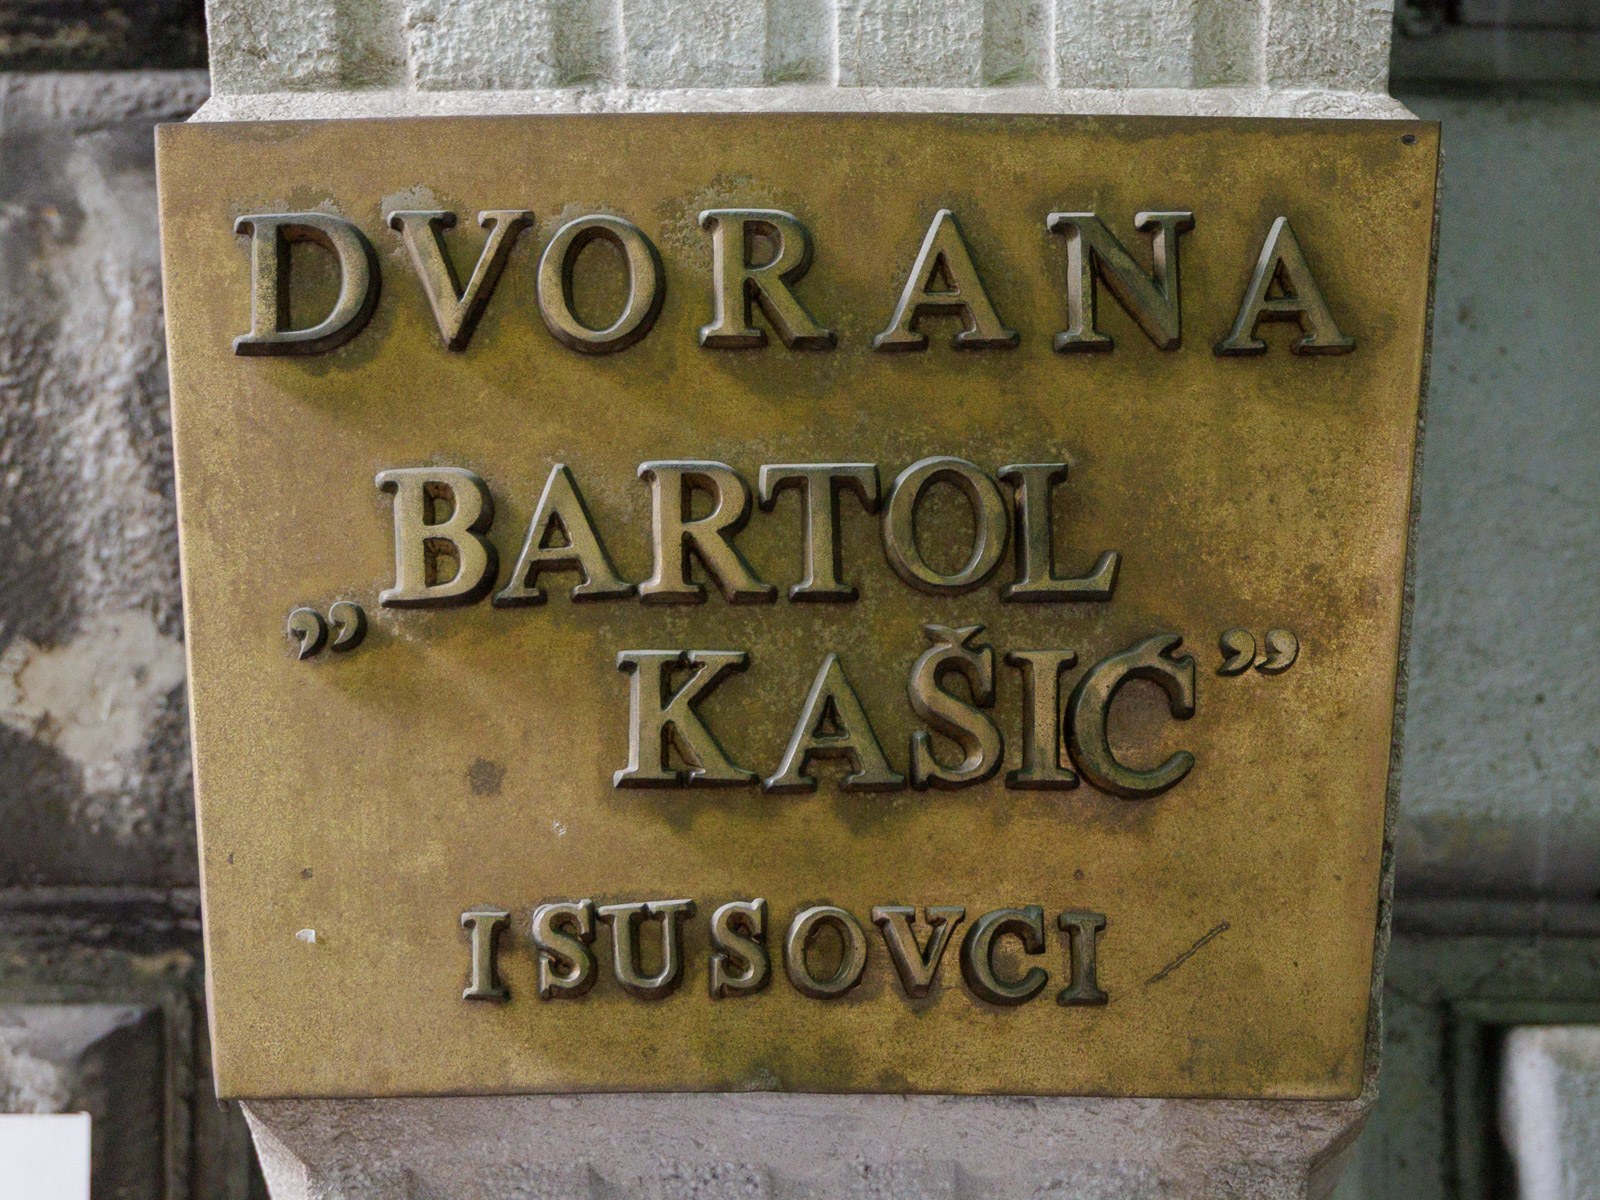 DVORANA
„BARTOL
KAŠIĆ”
ISUSOVCI